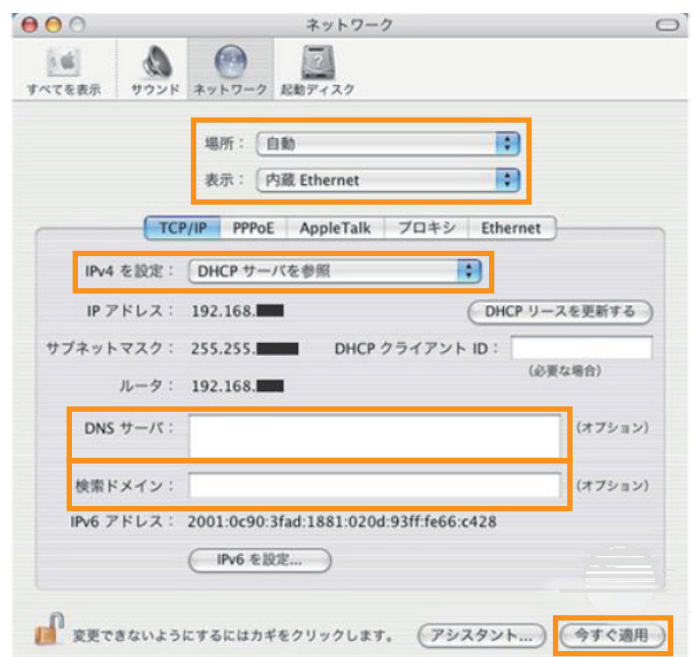 ネットワーク
すべてを表示 サウンド ネットワーク 起動ディスク
場所： 自動
表示： 内蔵 Ethernet
TCP/IP PPPoE AppleTalk プロキシ Ethernet
IPv4 を設定： DHCP サーバを参照
IP アドレス： 192.168. DHCP リースを更新する
サブネットマスク： 255.255. DHCP クライアント ID：
（必要な場合）
ルータ： 192.168.
DNS サーバ： （オプション）
検索ドメイン： （オプション）
IPv6 アドレス： 2001:0c90:3fad:1881:020d:93ff:fe66:c428
IPv6 を設定...
変更できないようにするにはカギをクリックします。 アシスタント... 今すぐ適用